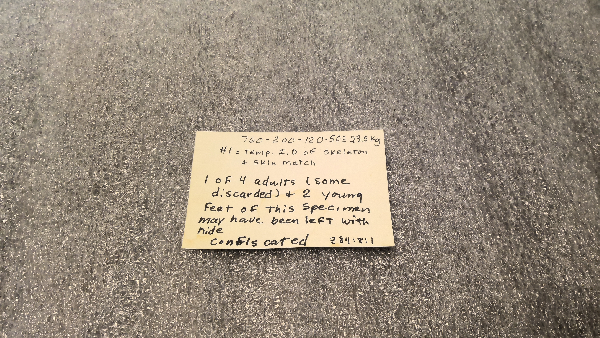 #1 = temp. I.D of skeleton
+ skin match
1 of 4 adults (some
discarded) + 2 young
Feet of This Specimen
may have been left with
hide
confiscated